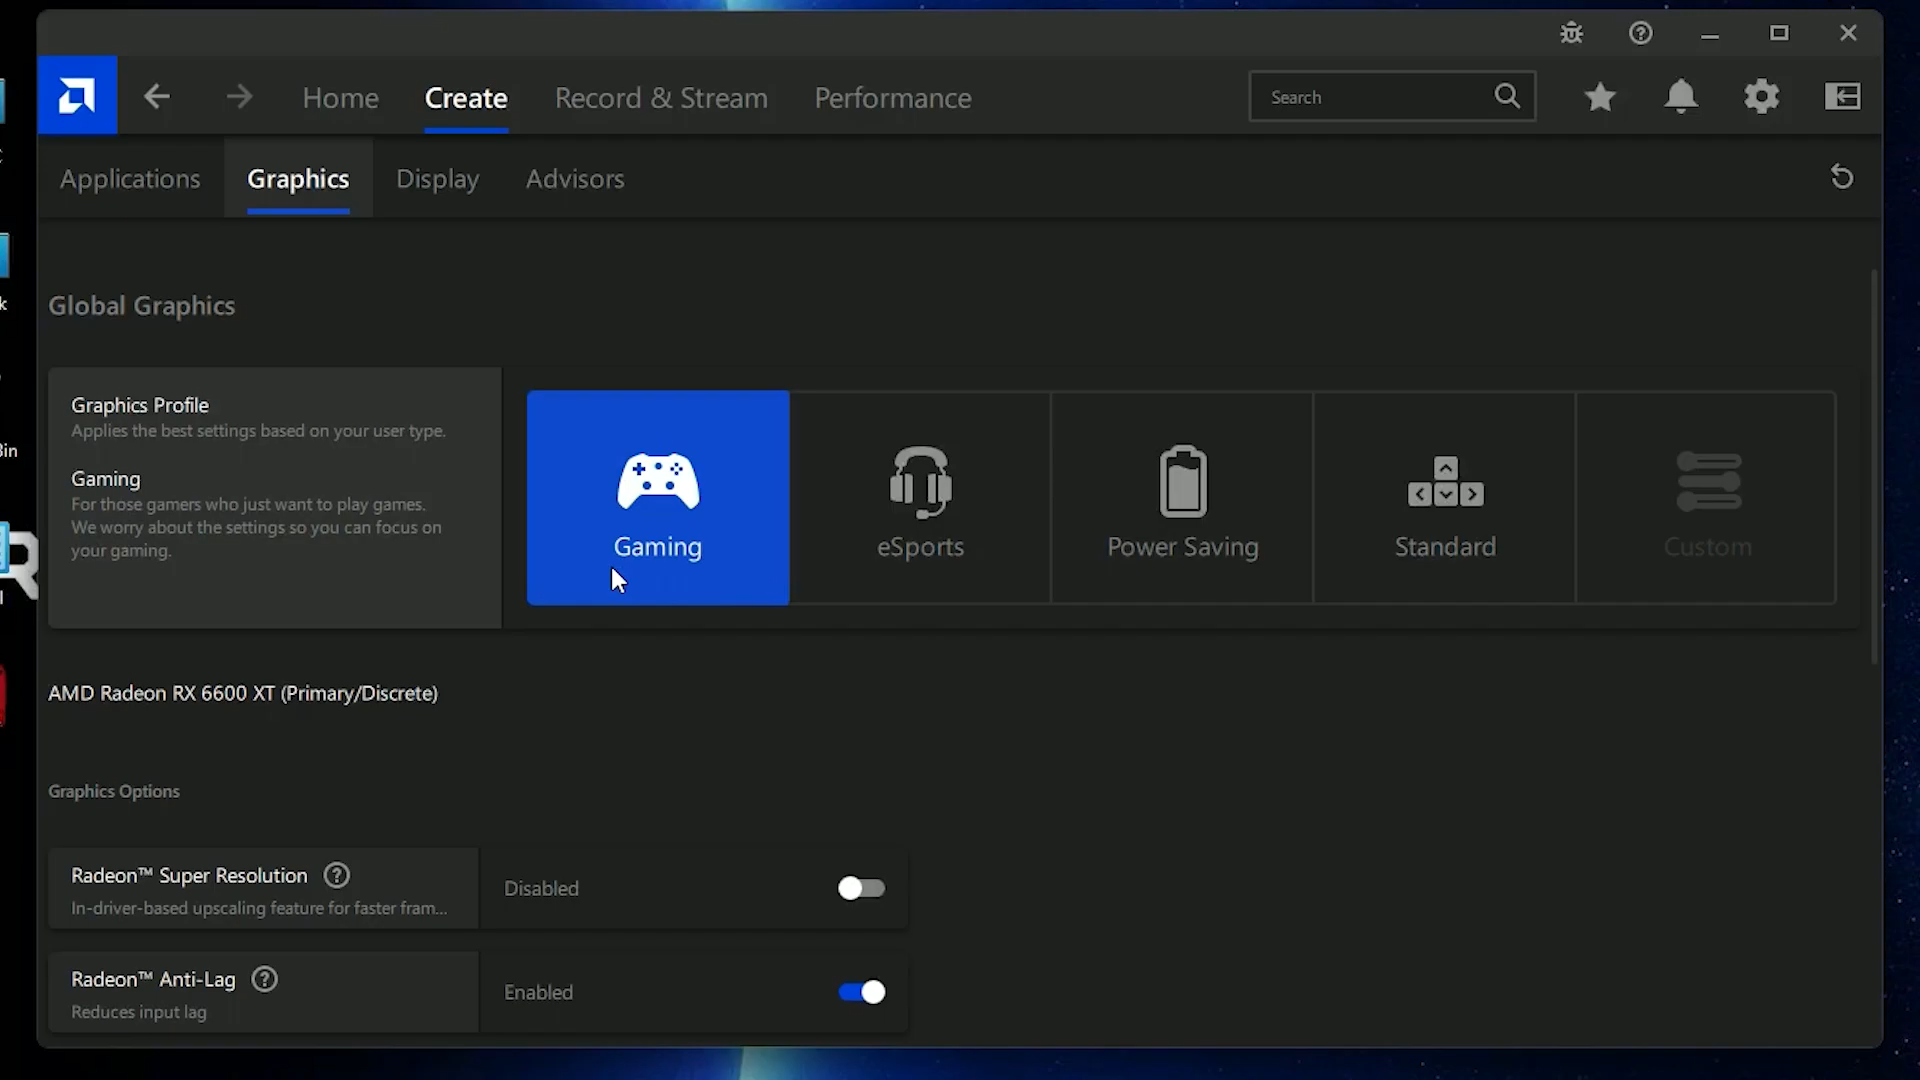 Home
Create
Record & Stream
Performance
Search
Applications
Graphics
Display
Advisors
Global Graphics
Graphics Profile
Applies the best settings based on your user type.
Gaming
For those gamers who just want to play games.
We worry about the settings so you can focus on
your gaming.
Gaming
eSports
Power Saving
Standard
Custom
AMD Radeon RX 6600 XT (Primary/Discrete)
Graphics Options
Radeon™ Super Resolution
In-driver-based upscaling feature for faster fram...
Disabled
Radeon™ Anti-Lag
Reduces input lag
Enabled